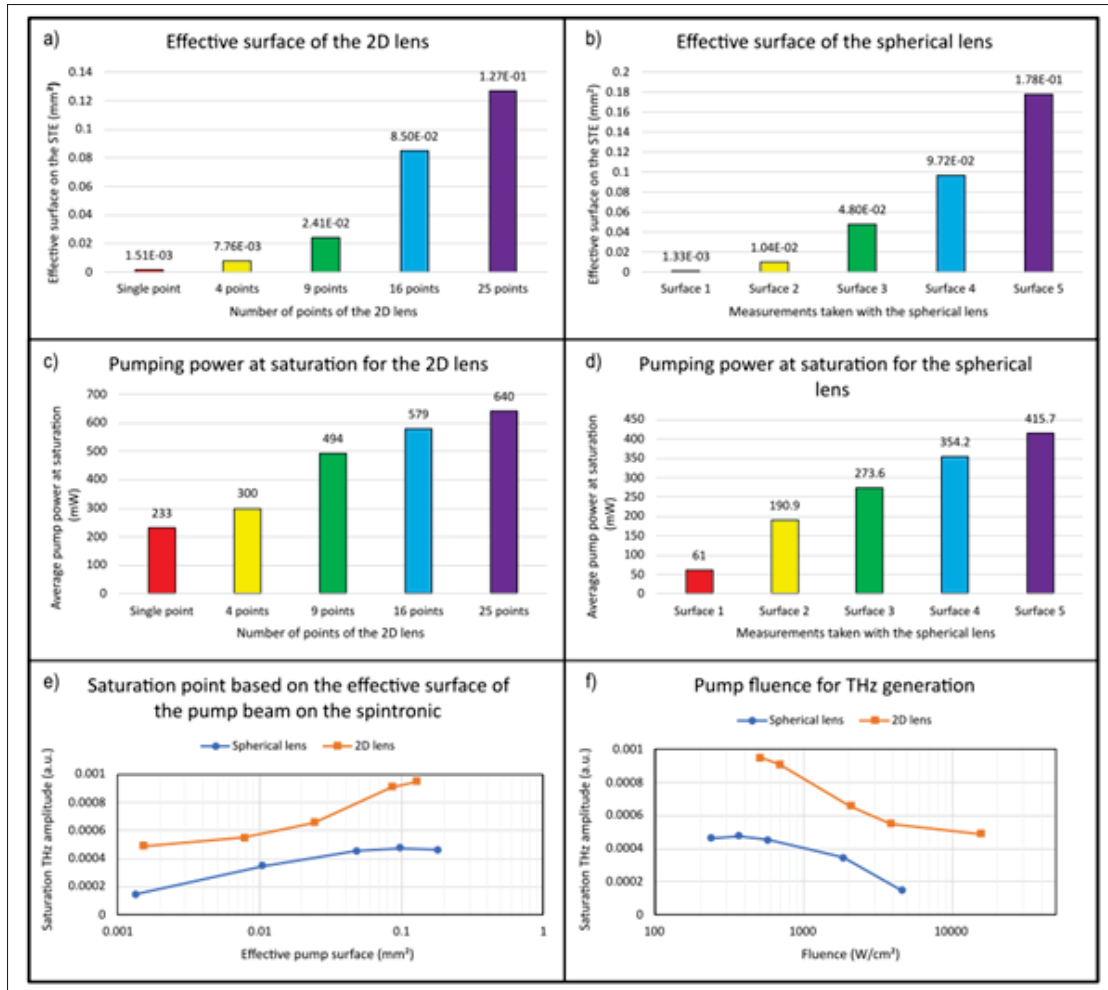 a)
Effective surface of the 2D lens
Effective surface on the STE (mm²)
0.14
0.12
0.1
0.08
0.06
0.04
0.02
0
1.51E-03
7.76E-03
2.41E-02
8.50E-02
1.27E-01
Single point
4 points
9 points
16 points
25 points
Number of points of the 2D lens
b)
Effective surface of the spherical lens
Effective surface on the STE (mm²)
0.2
0.18
0.16
0.14
0.12
0.1
0.08
0.06
0.04
0.02
0
1.33E-03
1.04E-02
4.80E-02
9.72E-02
1.78E-01
Surface 1
Surface 2
Surface 3
Surface 4
Surface 5
Measurements taken with the spherical lens
c)
Pumping power at saturation for the 2D lens
Average pump power at saturation
(mW)
700
600
500
400
300
200
100
0
233
300
494
579
640
Single point
4 points
9 points
16 points
25 points
Number of points of the 2D lens
d)
Pumping power at saturation for the spherical
lens
Average pump power at saturation
(mW)
450
400
350
300
250
200
150
100
50
0
61
190.9
273.6
354.2
415.7
Surface 1
Surface 2
Surface 3
Surface 4
Surface 5
Measurements taken with the spherical lens
e)
Saturation point based on the effective surface of
the pump beam on the spintronic
Spherical lens
2D lens
Saturation THz amplitude (a.u.)
0.001
0.0008
0.0006
0.0004
0.0002
0
0.001
0.01
0.1
1
Effective pump surface (mm²)
f)
Pump fluence for THz generation
Spherical lens
2D lens
Saturation THz amplitude (a.u.)
0.001
0.0008
0.0006
0.0004
0.0002
0
100
1000
10000
Fluence (W/cm²)